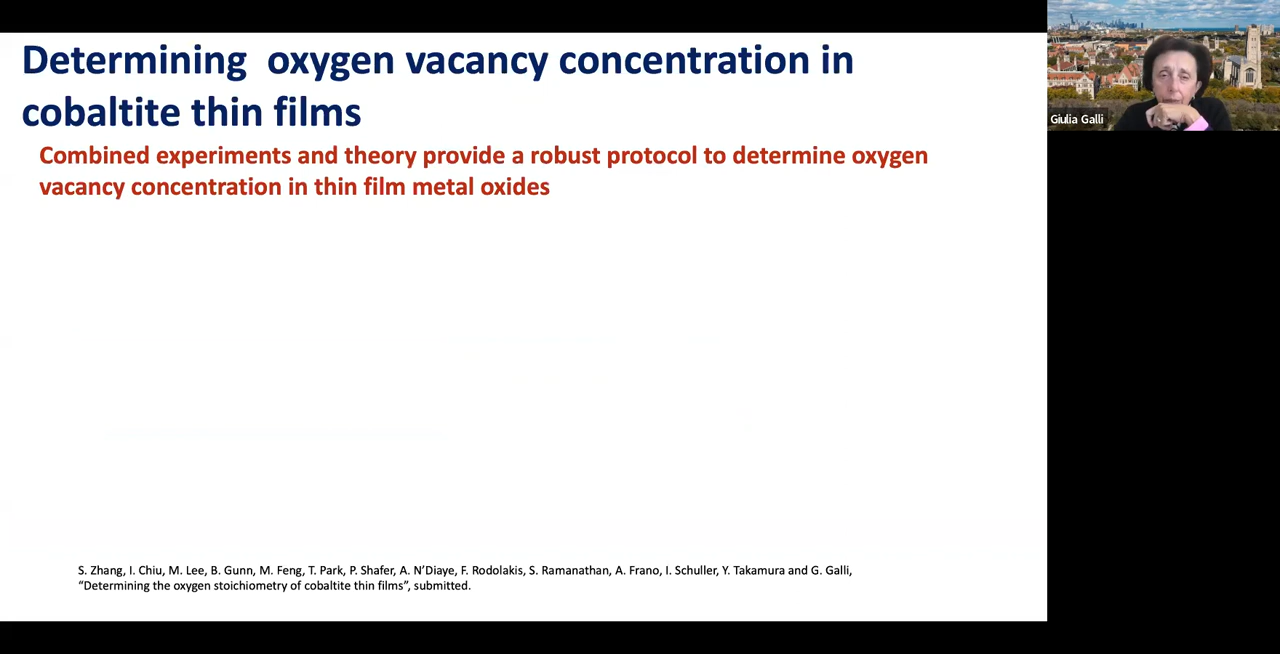 Determining oxygen vacancy concentration in
cobaltite thin films
Combined experiments and theory provide a robust protocol to determine oxygen
vacancy concentration in thin film metal oxides
S. Zhang, I. Chiu, M. Lee, B. Gunn, M. Feng, T. Park, P. Shafer, A. N’Diaye, F. Rodolakis, S. Ramanathan, A. Frano, I. Schuller, Y. Takamura and G. Galli,
“Determining the oxygen stoichiometry of cobaltite thin films”, submitted.
Giulia Galli